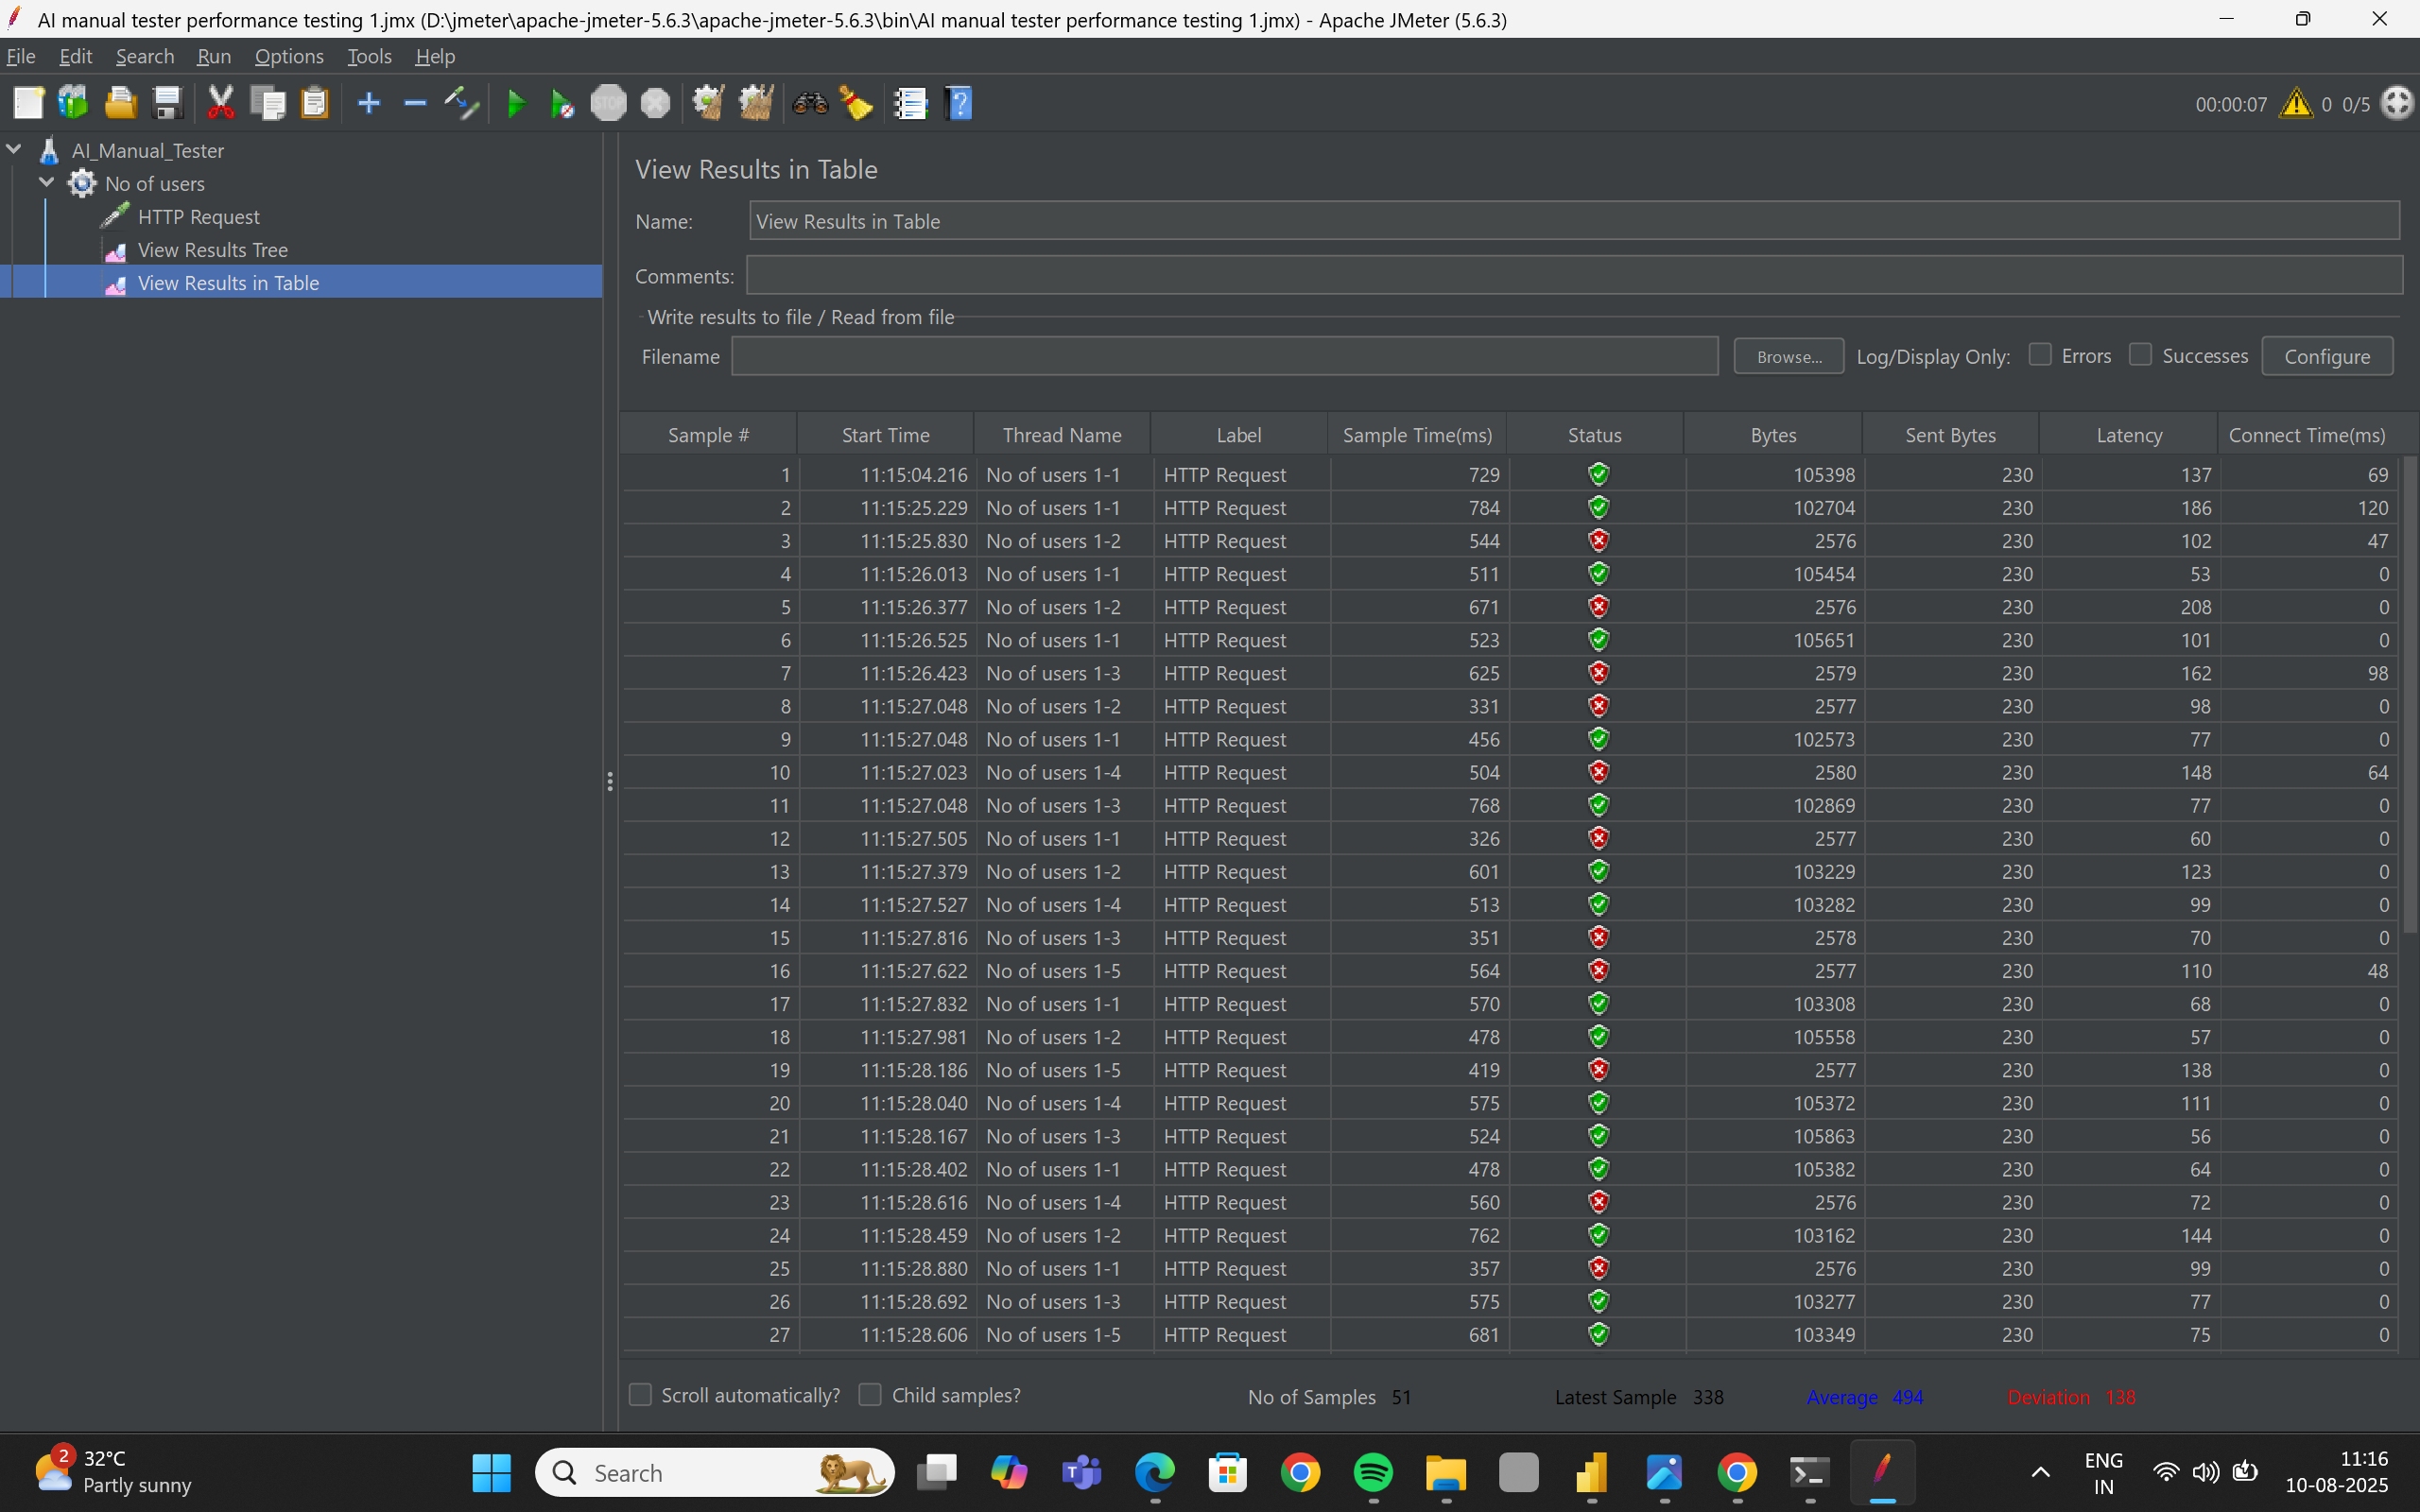 AI manual tester performance testing 1.jmx (D:\jmeter\apache-jmeter-5.6.3\apache-jmeter-5.6.3\bin\AI manual tester performance testing 1.jmx) - Apache JMeter (5.6.3)
File Edit Search Run Options Tools Help
STOP 00:00:07 0 0/5
AI_Manual_Tester
No of users
HTTP Request
View Results Tree
View Results in Table
View Results in Table
Name: View Results in Table
Comments:
Write results to file / Read from file
Filename Browse... Log/Display Only: Errors Successes Configure
Sample # Start Time Thread Name Label Sample Time(ms) Status Bytes Sent Bytes Latency Connect Time(ms)
1 11:15:04.216 No of users 1-1 HTTP Request 729 105398 230 137 69
2 11:15:25.229 No of users 1-1 HTTP Request 784 102704 230 186 120
3 11:15:25.830 No of users 1-2 HTTP Request 544 2576 230 102 47
4 11:15:26.013 No of users 1-1 HTTP Request 511 105454 230 53 0
5 11:15:26.377 No of users 1-2 HTTP Request 671 2576 230 208 0
6 11:15:26.525 No of users 1-1 HTTP Request 523 105651 230 101 0
7 11:15:26.423 No of users 1-3 HTTP Request 625 2579 230 162 98
8 11:15:27.048 No of users 1-2 HTTP Request 331 2577 230 98 0
9 11:15:27.048 No of users 1-1 HTTP Request 456 102573 230 77 0
10 11:15:27.023 No of users 1-4 HTTP Request 504 2580 230 148 64
11 11:15:27.048 No of users 1-3 HTTP Request 768 102869 230 77 0
12 11:15:27.505 No of users 1-1 HTTP Request 326 2577 230 60 0
13 11:15:27.379 No of users 1-2 HTTP Request 601 103229 230 123 0
14 11:15:27.527 No of users 1-4 HTTP Request 513 103282 230 99 0
15 11:15:27.816 No of users 1-3 HTTP Request 351 2578 230 70 0
16 11:15:27.622 No of users 1-5 HTTP Request 564 2577 230 110 48
17 11:15:27.832 No of users 1-1 HTTP Request 570 103308 230 68 0
18 11:15:27.981 No of users 1-2 HTTP Request 478 105558 230 57 0
19 11:15:28.186 No of users 1-5 HTTP Request 419 2577 230 138 0
20 11:15:28.040 No of users 1-4 HTTP Request 575 105372 230 111 0
21 11:15:28.167 No of users 1-3 HTTP Request 524 105863 230 56 0
22 11:15:28.402 No of users 1-1 HTTP Request 478 105382 230 64 0
23 11:15:28.616 No of users 1-4 HTTP Request 560 2576 230 72 0
24 11:15:28.459 No of users 1-2 HTTP Request 762 103162 230 144 0
25 11:15:28.880 No of users 1-1 HTTP Request 357 2576 230 99 0
26 11:15:28.692 No of users 1-3 HTTP Request 575 103277 230 77 0
27 11:15:28.606 No of users 1-5 HTTP Request 681 103349 230 75 0
Scroll automatically? Child samples? No of Samples 51 Latest Sample 338 Average 494 Deviation 138
2 32°C
Partly sunny
Search
ENG
IN
11:16
10-08-2025